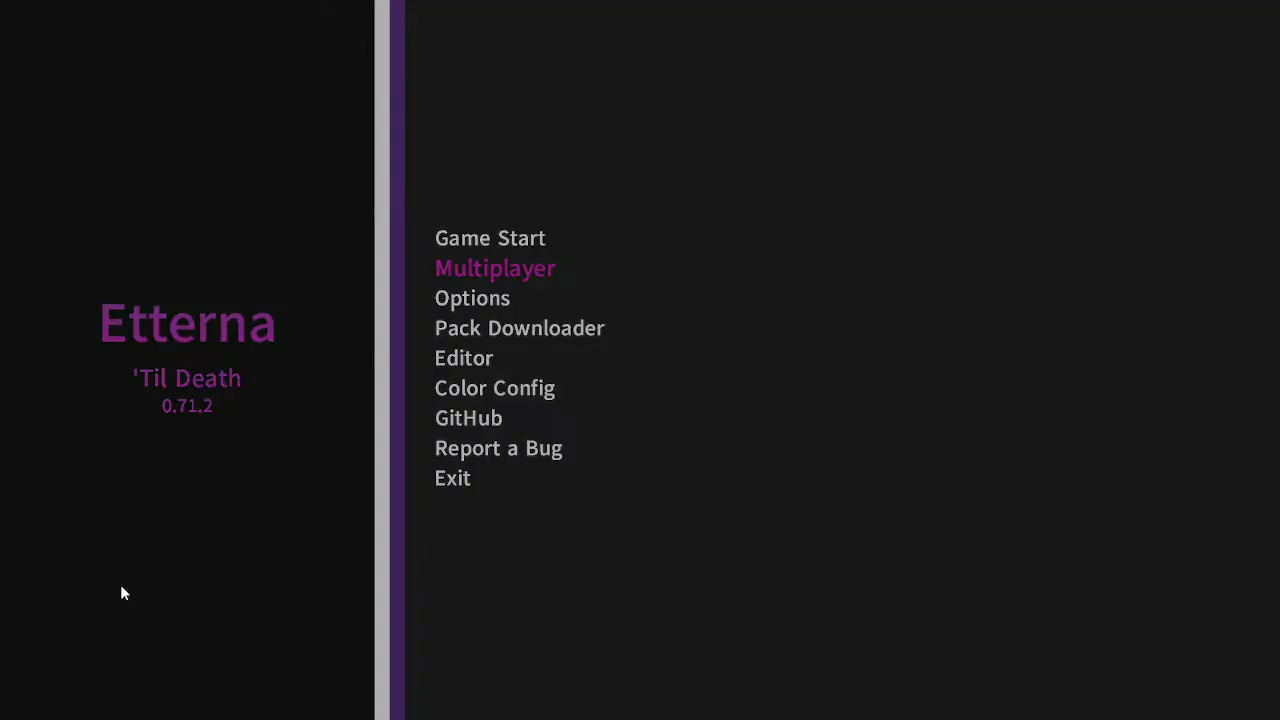 Etterna
'Til Death
0.71.2
Game Start
Multiplayer
Options
Pack Downloader
Editor
Color Config
GitHub
Report a Bug
Exit